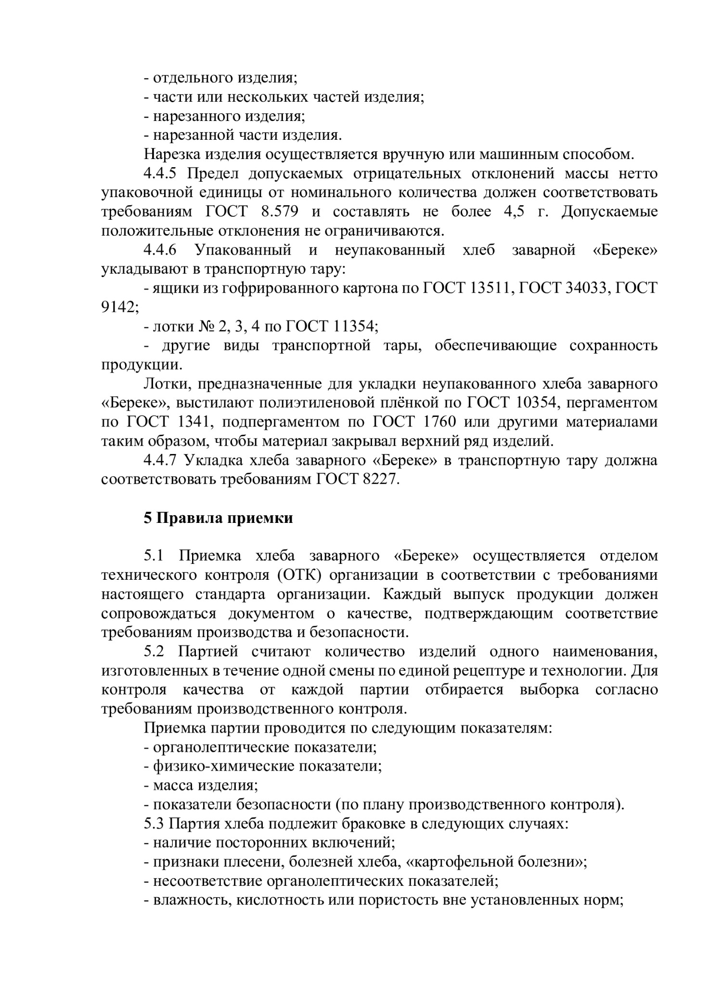 - отдельного изделия;
- части или нескольких частей изделия;
- нарезанного изделия;
- нарезанной части изделия.
Нарезка изделия осуществляется вручную или машинным способом.
4.4.5 Предел допускаемых отрицательных отклонений массы нетто
упаковочной единицы от номинального количества должен соответствовать
требованиям ГОСТ 8.579 и составлять не более 4,5 г. Допускаемые
положительные отклонения не ограничиваются.
4.4.6 Упакованный и неупакованный хлеб заварной «Береке»
укладывают в транспортную тару:
- ящики из гофрированного картона по ГОСТ 13511, ГОСТ 34033, ГОСТ
9142;
- лотки № 2, 3, 4 по ГОСТ 11354;
- другие виды транспортной тары, обеспечивающие сохранность
продукции.
Лотки, предназначенные для укладки неупакованного хлеба заварного
«Береке», выстилают полиэтиленовой плёнкой по ГОСТ 10354, пергаментом
по ГОСТ 1341, подпергаментом по ГОСТ 1760 или другими материалами
таким образом, чтобы материал закрывал верхний ряд изделий.
4.4.7 Укладка хлеба заварного «Береке» в транспортную тару должна
соответствовать требованиям ГОСТ 8227.
5 Правила приемки
5.1 Приемка хлеба заварного «Береке» осуществляется отделом
технического контроля (ОТК) организации в соответствии с требованиями
настоящего стандарта организации. Каждый выпуск продукции должен
сопровождаться документом о качестве, подтверждающим соответствие
требованиям производства и безопасности.
5.2 Партией считают количество изделий одного наименования,
изготовленных в течение одной смены по единой рецептуре и технологии. Для
контроля качества от каждой партии отбирается выборка согласно
требованиям производственного контроля.
Приемка партии проводится по следующим показателям:
- органолептические показатели;
- физико-химические показатели;
- масса изделия;
- показатели безопасности (по плану производственного контроля).
5.3 Партия хлеба подлежит браковке в следующих случаях:
- наличие посторонних включений;
- признаки плесени, болезней хлеба, «картофельной болезни»;
- несоответствие органолептических показателей;
- влажность, кислотность или пористость вне установленных норм;